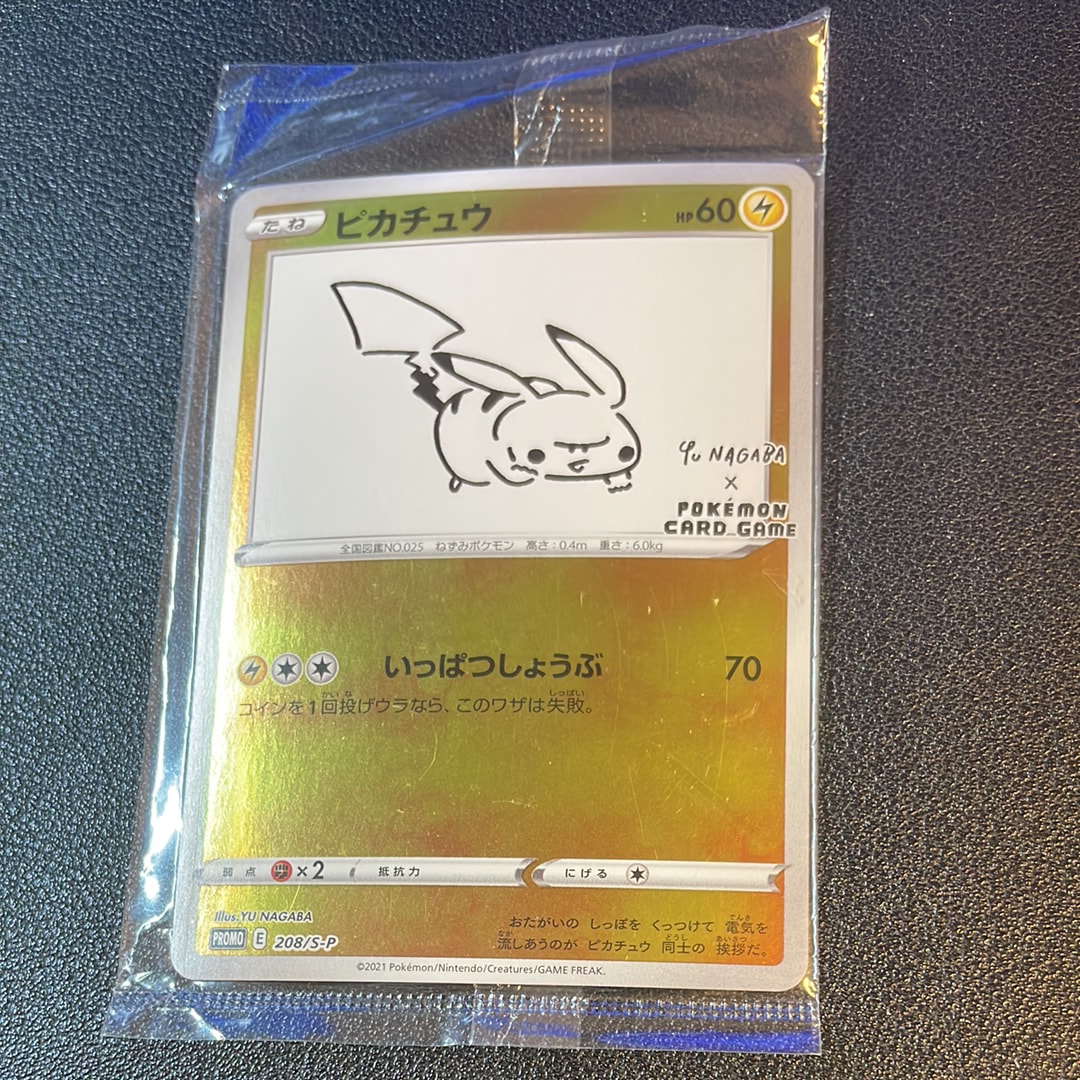 たね ピカチュウ HP60
YU NAGABA
×
POKÉMON
CARD GAME
全国図鑑NO.025 ねずみポケモン 高さ:0.4m 重さ:6.0kg
いっぱつしょうぶ 70
コインを1回投げウラなら、このワザは失敗。
弱点 ×2 抵抗力 にげる
Illus.YU NAGABA
PROMO E 208/S-P
おたがいの しっぽを くっつけて 電気を
流しあうのが ピカチュウ 同士の 挨拶だ。
©2021 Pokémon/Nintendo/Creatures/GAME FREAK.